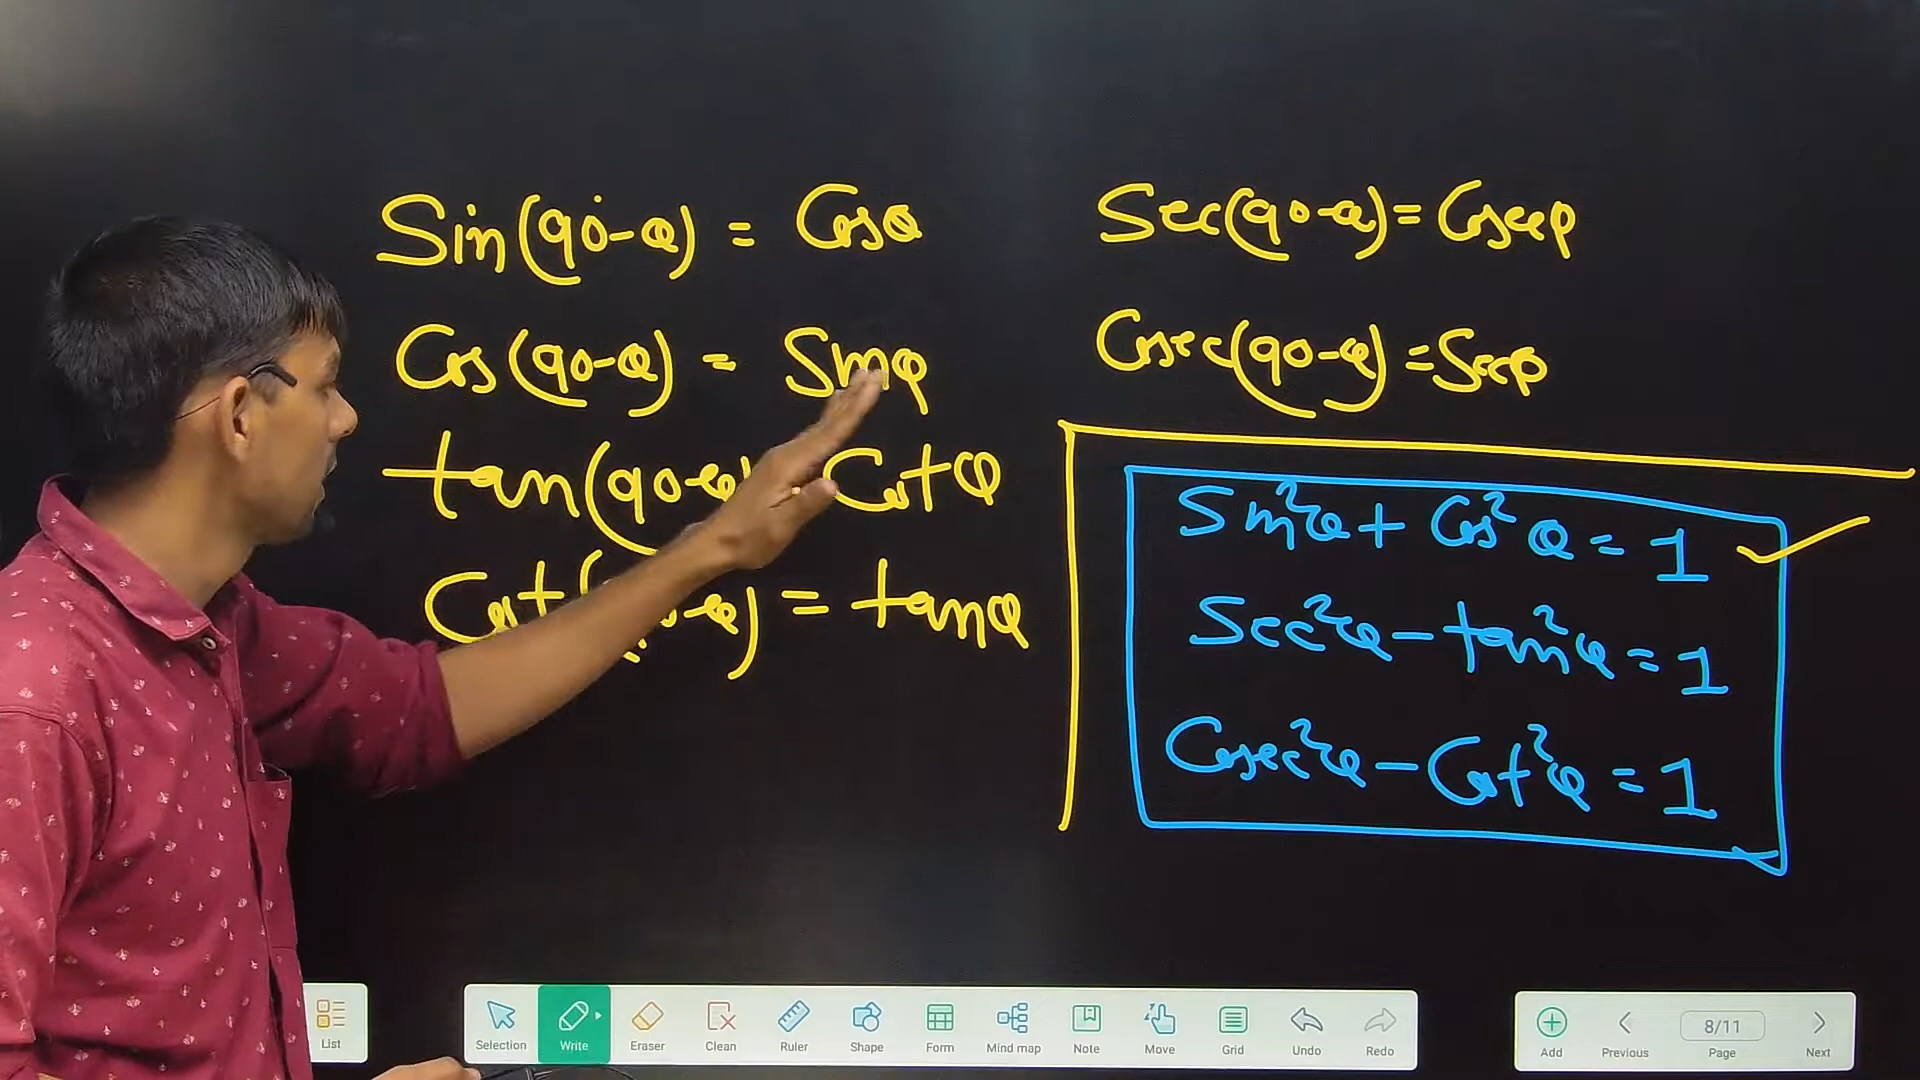 Sin(90-θ) = Cosθ
Cos(90-θ) = Sinθ
tan(90-θ) = Cotθ
Cot(90-θ) = tanθ
Sec(90-θ) = Cosecθ
Cosec(90-θ) = Secθ
Sin²θ + Cos²θ = 1
Sec²θ - tan²θ = 1
Cosec²θ - Cot²θ = 1
List
Selection Write Eraser Clean Ruler Shape Form Mind map Note Move Grid Undo Redo
8/11
Add Previous Page Next